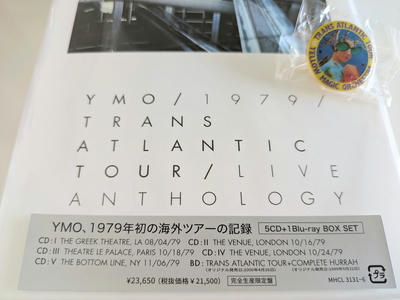 TRANS ATLANTIC TOUR
YELLOW MAGIC ORCHESTRA
YMO/1979/
TRANS
ATLANTIC
TOUR/LIVE
ANTHOLOGY
YMO、1979年初の海外ツアーの記録 5CD+1Blu-ray BOX SET
CD:I THE GREEK THEATRE, LA 08/04/79 CD:II THE VENUE, LONDON 10/16/79
CD:III THEATRE LE PALACE, PARIS 10/18/79 CD:IV THE VENUE, LONDON 10/24/79
CD:V THE BOTTOM LINE, NY 11/06/79 BD: TRANS ATLANTIC TOUR+COMPLETE HURRAH
¥23,650 (税抜価格 ¥21,500) 完全生産限定盤 MHCL 3131-6
プラ